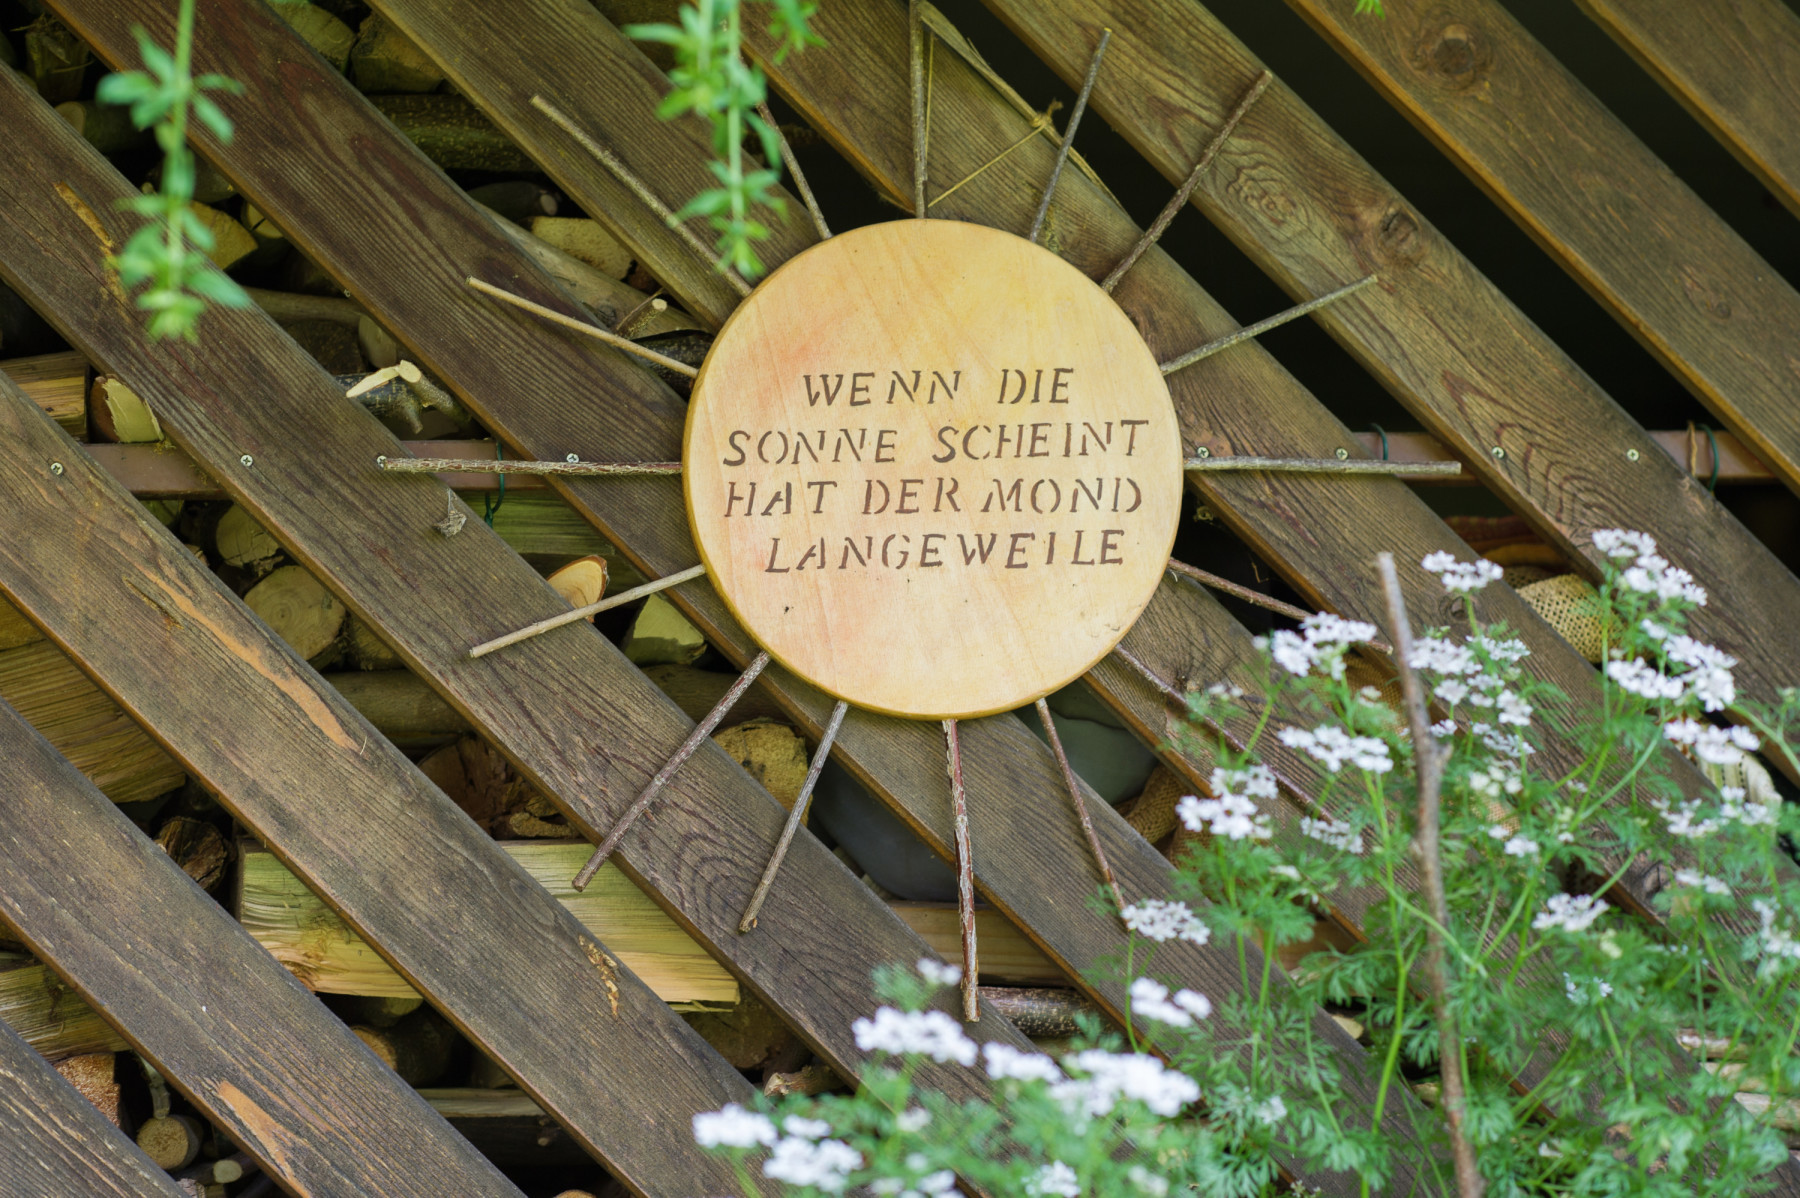 WENN DIE
SONNE SCHEINT
HAT DER MOND
LANGEWEILE